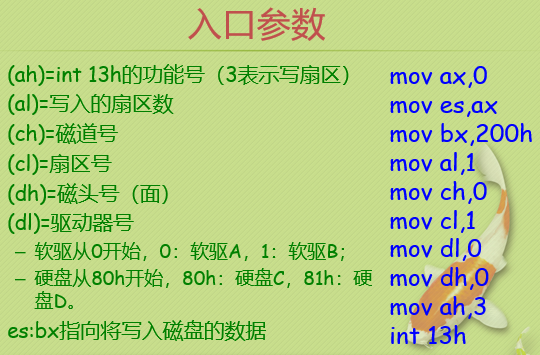 入口参数
(ah)=int 13h的功能号（3表示写扇区）
(al)=写入的扇区数
(ch)=磁道号
(cl)=扇区号
(dh)=磁头号（面）
(dl)=驱动器号
– 软驱从0开始，0：软驱A，1：软驱B；
– 硬盘从80h开始，80h：硬盘C，81h：硬
盘D。
es:bx指向将写入磁盘的数据
mov ax,0
mov es,ax
mov bx,200h
mov al,1
mov ch,0
mov cl,1
mov dl,0
mov dh,0
mov ah,3
int 13h